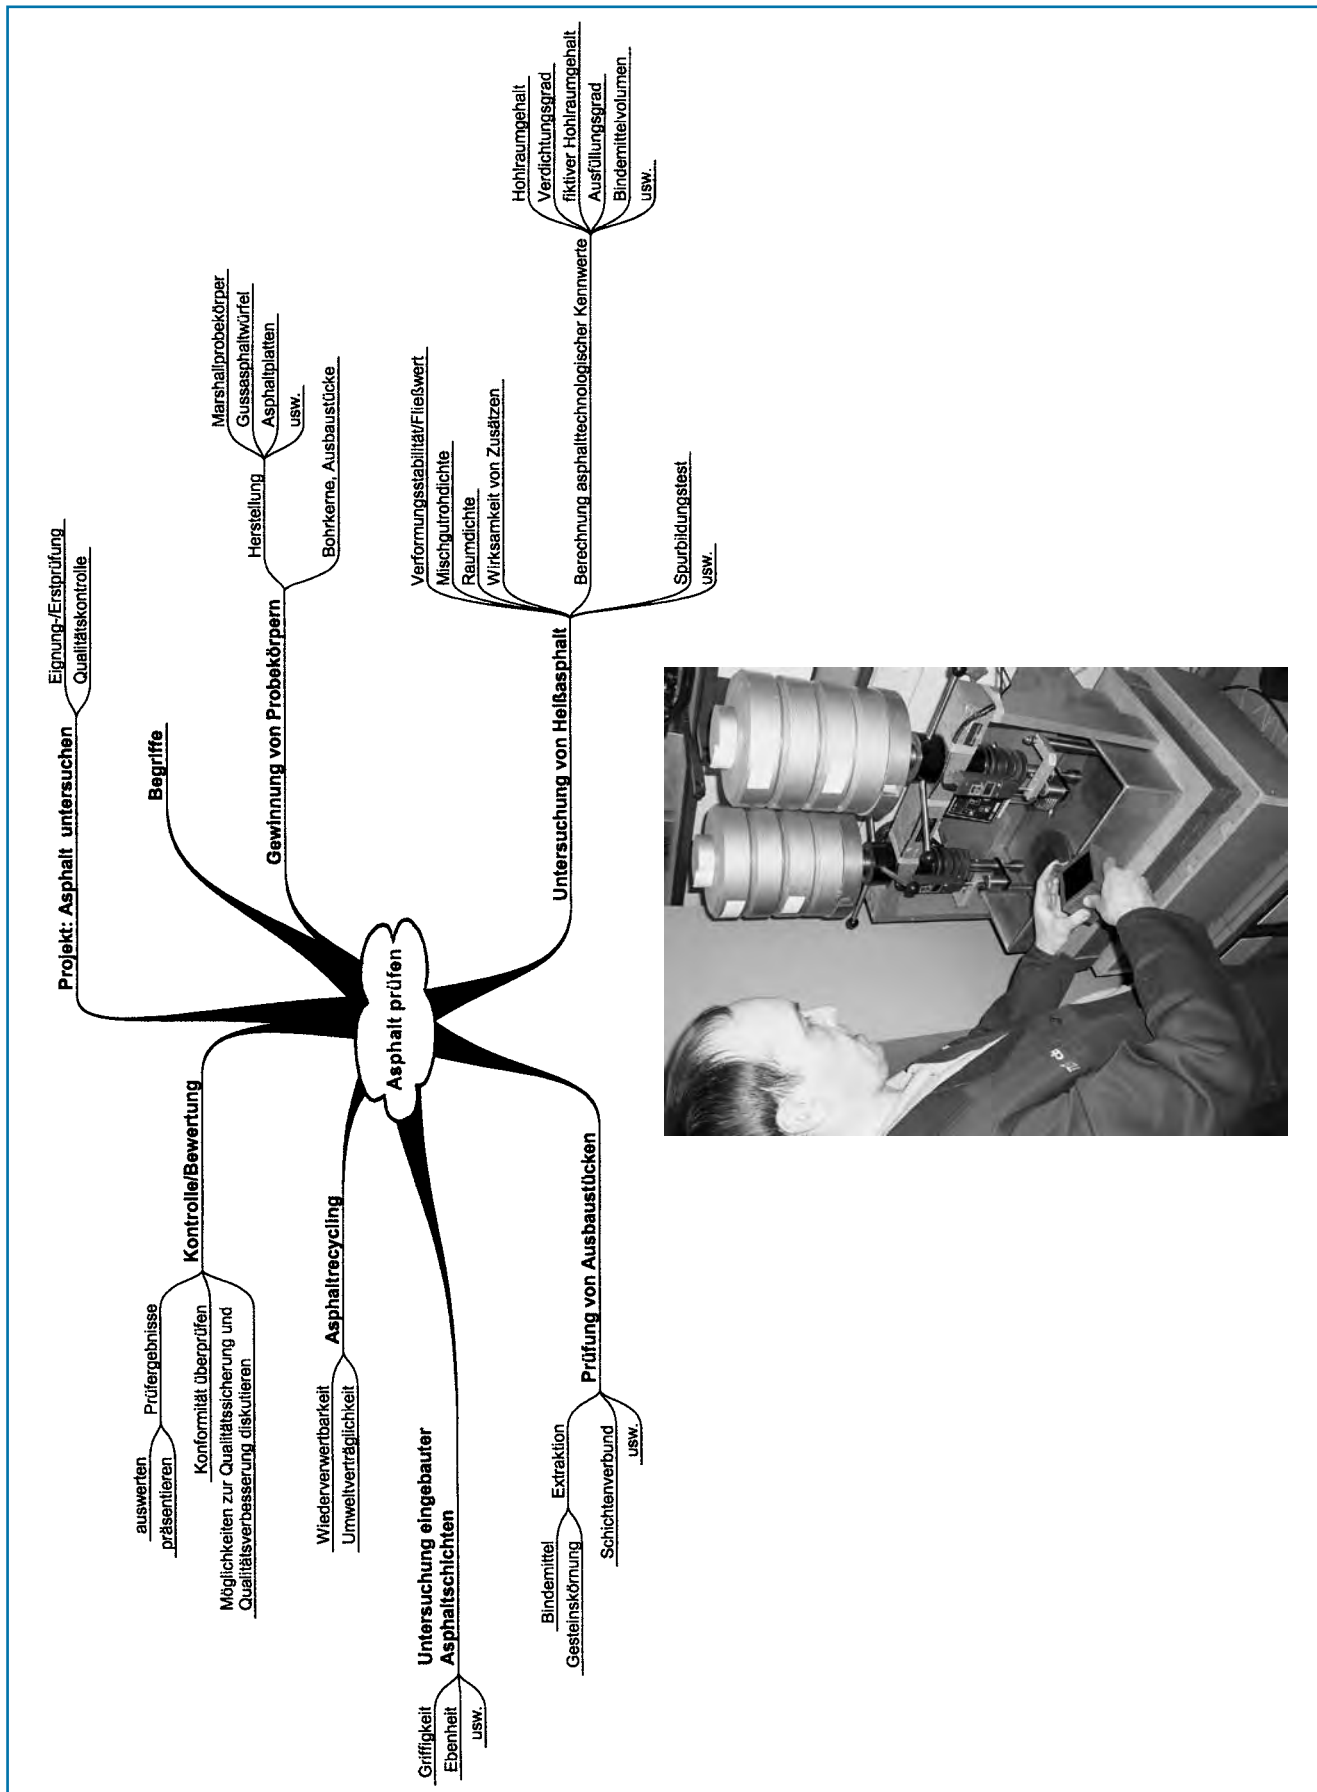 Asphalt prüfen
Projekt: Asphalt untersuchen
Eignung-/Erstprüfung
Qualitätskontrolle
Begriffe
Gewinnung von Probekörpern
Herstellung
Marshallprobekörper
Gussasphaltwürfel
Asphaltplatten
usw.
Bohrkerne, Ausbaustücke
Untersuchung von Heißasphalt
Verformungsstabilität/Fließwert
Mischgutrohdichte
Raumdichte
Wirksamkeit von Zusätzen
Berechnung asphalttechnologischer Kennwerte
Hohlraumgehalt
Verdichtungsgrad
fiktiver Hohlraumgehalt
Ausfüllungsgrad
Bindemittelvolumen
usw.
Spurbildungstest
usw.
Kontrolle/Bewertung
Prüfergebnisse
auswerten
präsentieren
Konformität überprüfen
Möglichkeiten zur Qualitätssicherung und
Qualitätsverbesserung diskutieren
Asphaltrecycling
Wiederverwertbarkeit
Umweltverträglichkeit
Untersuchung eingebauter
Asphaltschichten
Griffigkeit
Ebenheit
usw.
Prüfung von Ausbaustücken
Extraktion
Bindemittel
Gesteinskörnung
Schichtenverbund
usw.